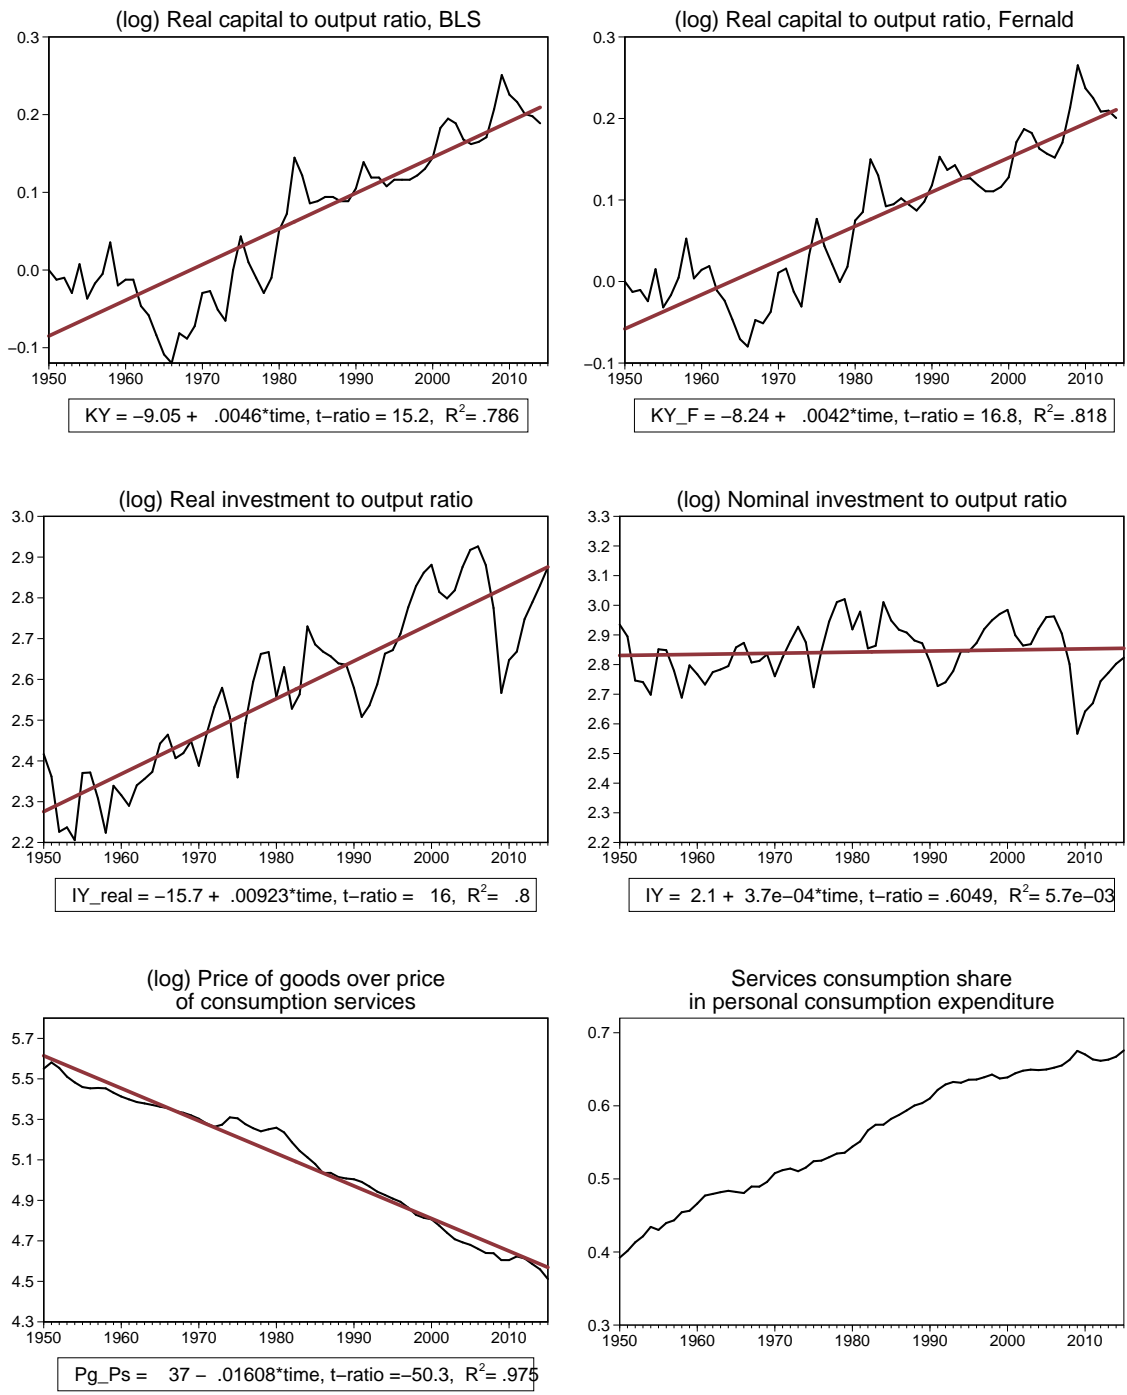 (log) Real capital to output ratio, BLS
0.3
0.2
0.1
0.0
−0.1
1950 1960 1970 1980 1990 2000 2010
KY = −9.05 + .0046*time, t−ratio = 15.2, R²= .786
(log) Real capital to output ratio, Fernald
0.3
0.2
0.1
0.0
−0.1
1950 1960 1970 1980 1990 2000 2010
KY_F = −8.24 + .0042*time, t−ratio = 16.8, R²= .818
(log) Real investment to output ratio
3.0
2.9
2.8
2.7
2.6
2.5
2.4
2.3
2.2
1950 1960 1970 1980 1990 2000 2010
IY_real = −15.7 + .00923*time, t−ratio = 16, R²= .8
(log) Nominal investment to output ratio
3.3
3.2
3.1
3.0
2.9
2.8
2.7
2.6
2.5
2.4
2.3
2.2
1950 1960 1970 1980 1990 2000 2010
IY = 2.1 + 3.7e−04*time, t−ratio = .6049, R²= 5.7e−03
(log) Price of goods over price
of consumption services
5.7
5.5
5.3
5.1
4.9
4.7
4.5
4.3
1950 1960 1970 1980 1990 2000 2010
Pg_Ps = 37 − .01608*time, t−ratio =−50.3, R²= .975
Services consumption share
in personal consumption expenditure
0.7
0.6
0.5
0.4
0.3
1950 1960 1970 1980 1990 2000 2010